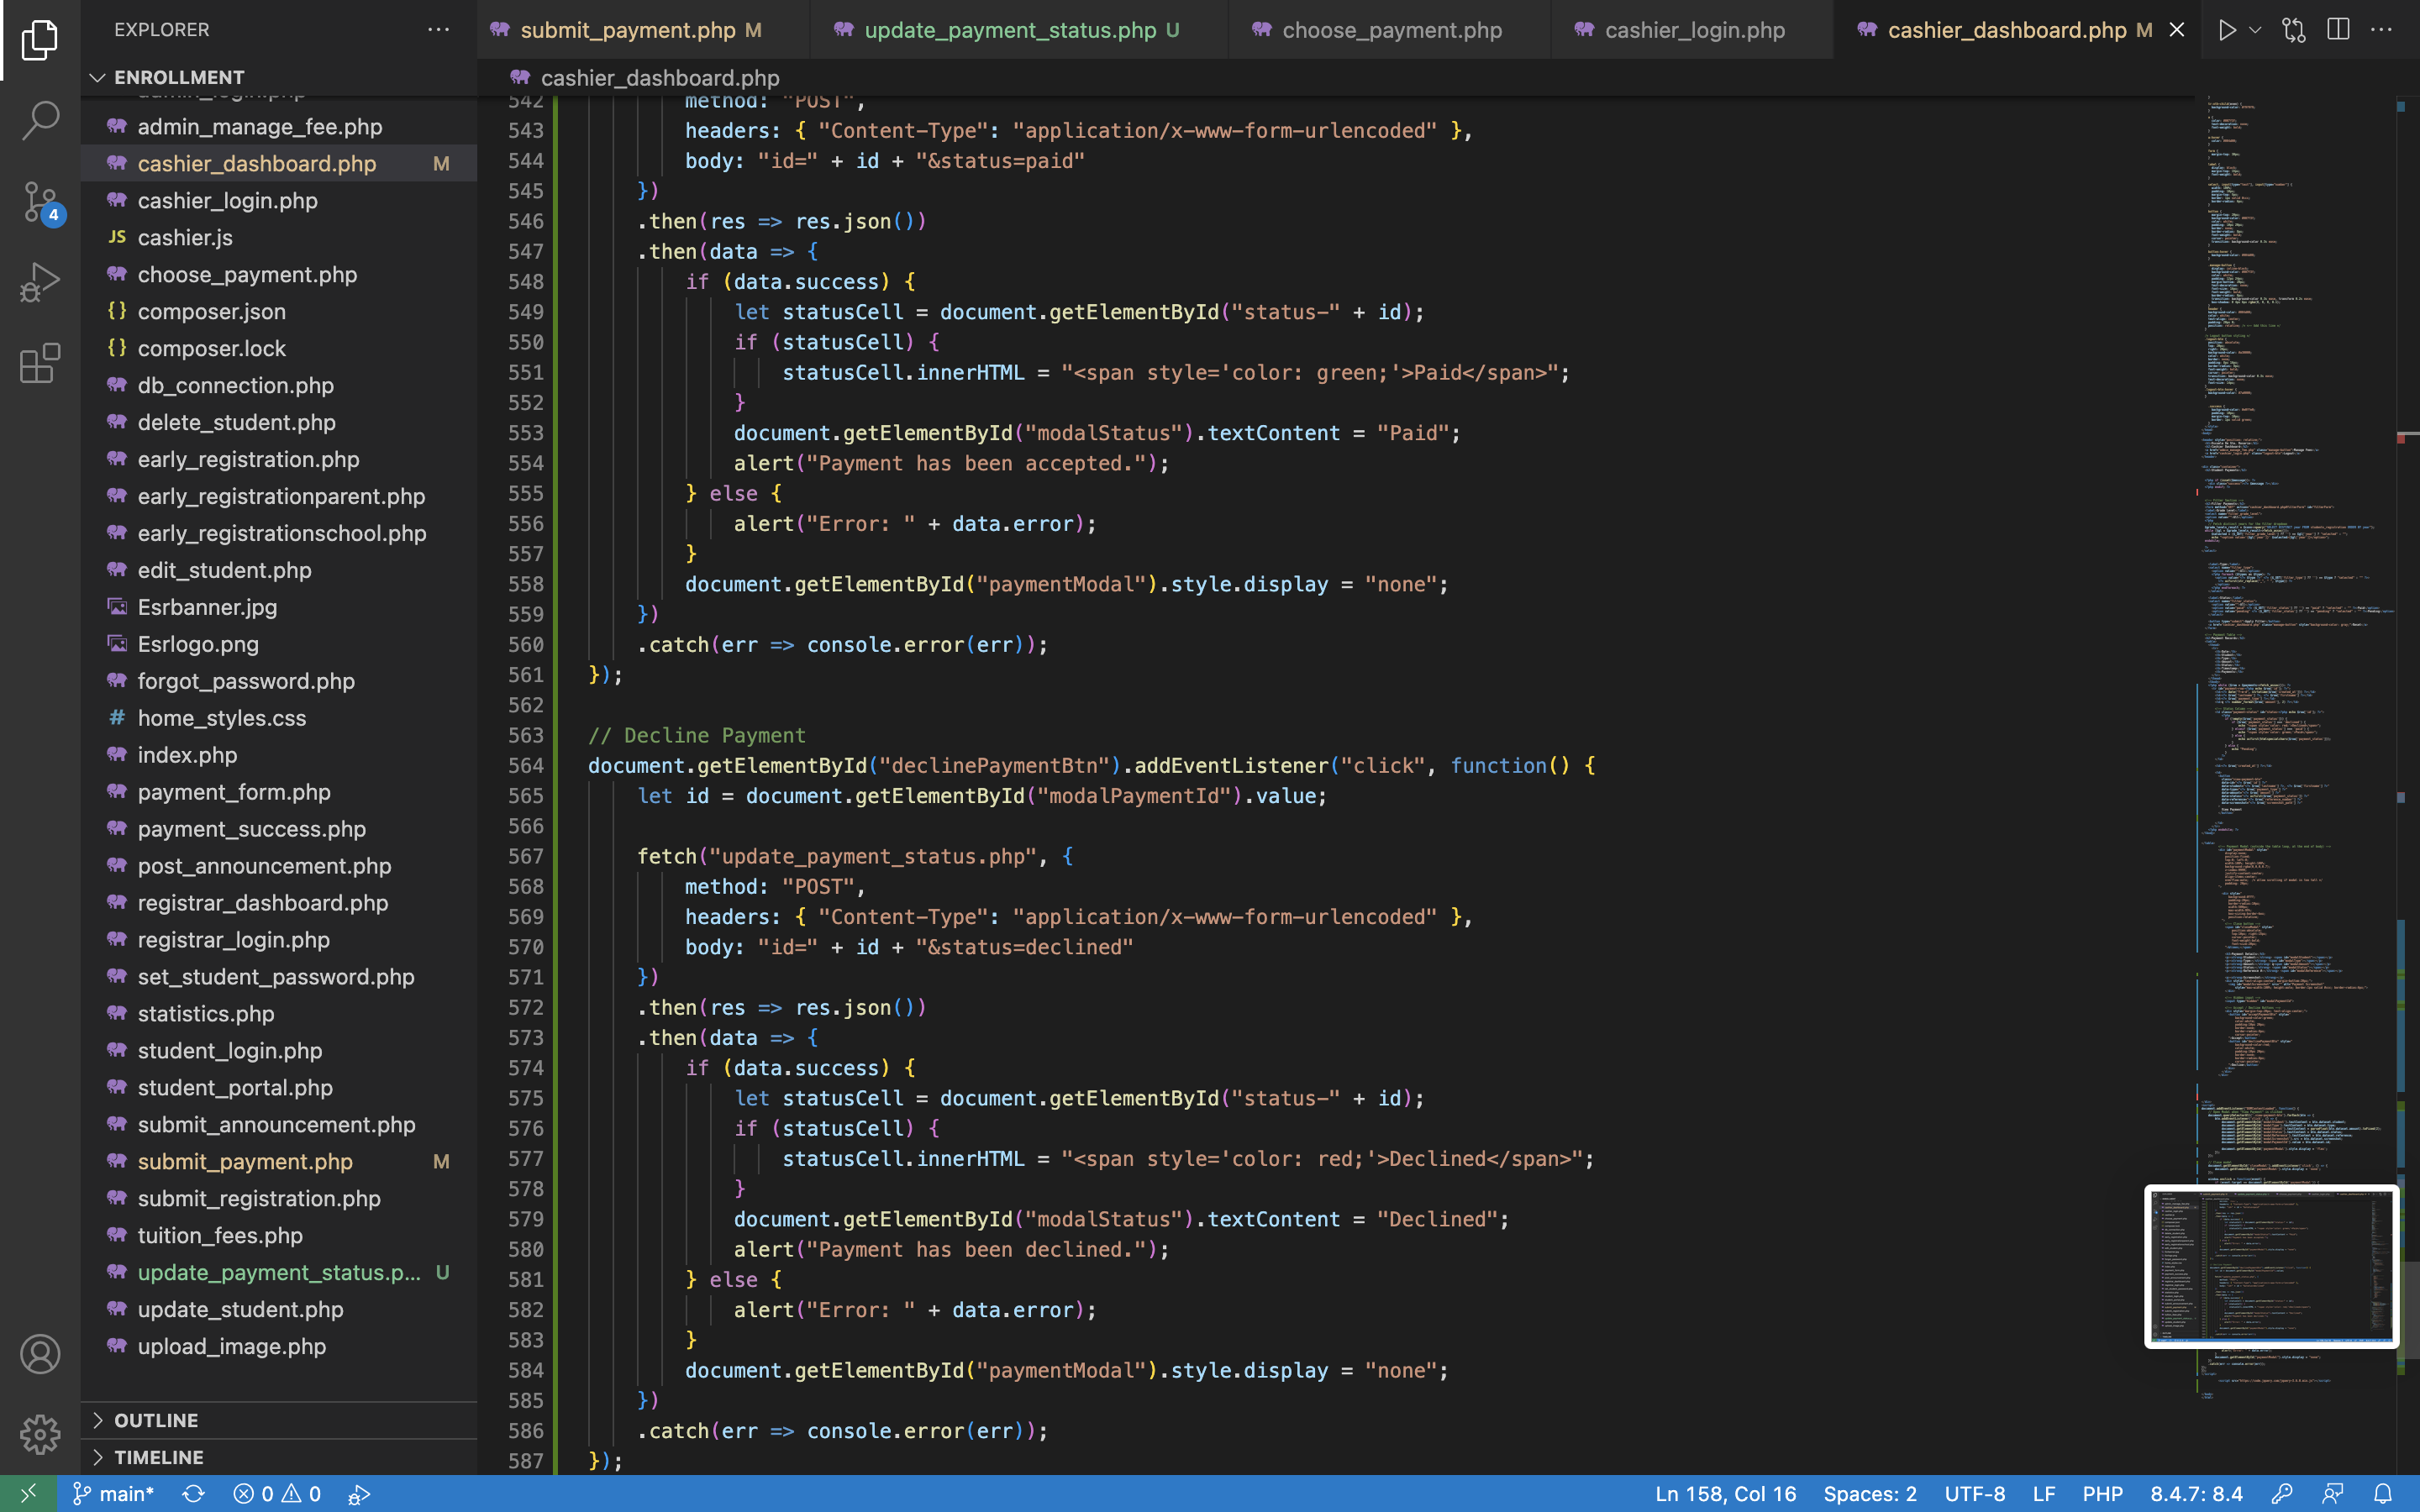 EXPLORER
submit_payment.php M
update_payment_status.php U
choose_payment.php
cashier_login.php
cashier_dashboard.php M
ENROLLMENT
cashier_dashboard.php
admin_manage_fee.php
cashier_dashboard.php M
cashier_login.php
JS cashier.js
choose_payment.php
{} composer.json
{} composer.lock
db_connection.php
delete_student.php
early_registration.php
early_registrationparent.php
early_registrationschool.php
edit_student.php
Esrbanner.jpg
Esrlogo.png
forgot_password.php
# home_styles.css
index.php
payment_form.php
payment_success.php
post_announcement.php
registrar_dashboard.php
registrar_login.php
set_student_password.php
statistics.php
student_login.php
student_portal.php
submit_announcement.php
submit_payment.php M
submit_registration.php
tuition_fees.php
update_payment_status.p... U
update_student.php
upload_image.php
OUTLINE
TIMELINE
4
542 method: "POST",
543 headers: { "Content-Type": "application/x-www-form-urlencoded" },
544 body: "id=" + id + "&status=paid"
545 })
546 .then(res => res.json())
547 .then(data => {
548 if (data.success) {
549 let statusCell = document.getElementById("status-" + id);
550 if (statusCell) {
551 statusCell.innerHTML = "<span style='color: green;'>Paid</span>";
552 }
553 document.getElementById("modalStatus").textContent = "Paid";
554 alert("Payment has been accepted.");
555 } else {
556 alert("Error: " + data.error);
557 }
558 document.getElementById("paymentModal").style.display = "none";
559 })
560 .catch(err => console.error(err));
561 });
562
563 // Decline Payment
564 document.getElementById("declinePaymentBtn").addEventListener("click", function() {
565 let id = document.getElementById("modalPaymentId").value;
566
567 fetch("update_payment_status.php", {
568 method: "POST",
569 headers: { "Content-Type": "application/x-www-form-urlencoded" },
570 body: "id=" + id + "&status=declined"
571 })
572 .then(res => res.json())
573 .then(data => {
574 if (data.success) {
575 let statusCell = document.getElementById("status-" + id);
576 if (statusCell) {
577 statusCell.innerHTML = "<span style='color: red;'>Declined</span>";
578 }
579 document.getElementById("modalStatus").textContent = "Declined";
580 alert("Payment has been declined.");
581 } else {
582 alert("Error: " + data.error);
583 }
584 document.getElementById("paymentModal").style.display = "none";
585 })
586 .catch(err => console.error(err));
587 });
main* 0 0 Ln 158, Col 16 Spaces: 2 UTF-8 LF PHP 8.4.7: 8.4